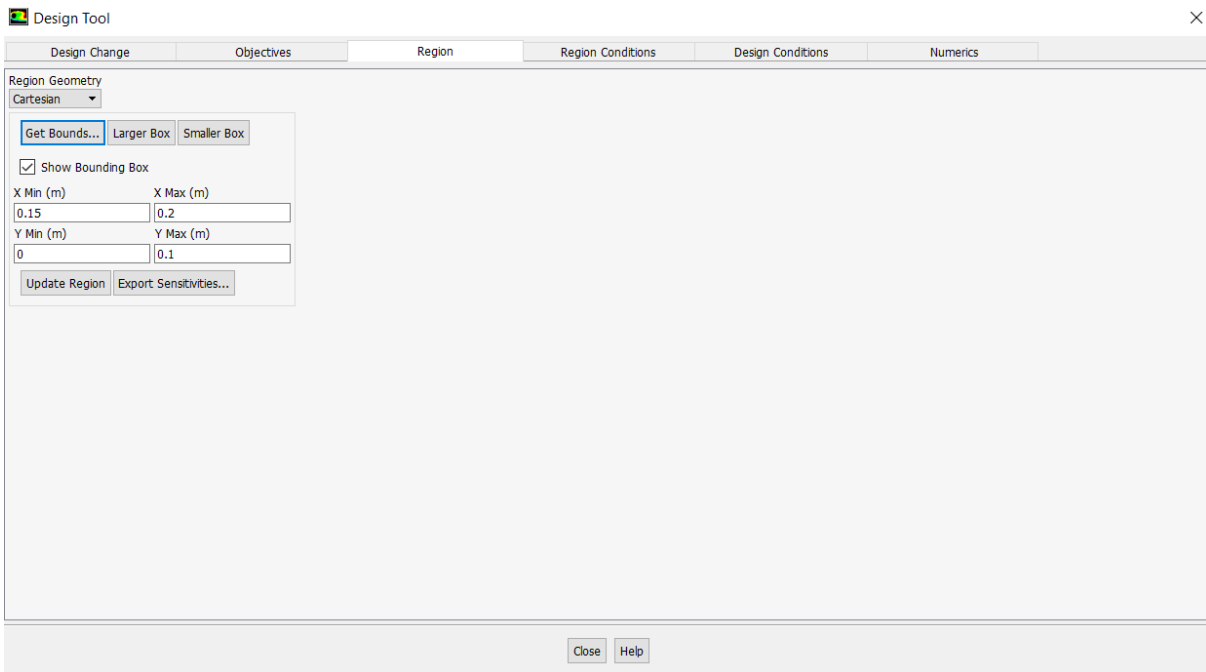 Design Tool
Design Change Objectives Region Region Conditions Design Conditions Numerics
Region Geometry
Cartesian
Get Bounds... Larger Box Smaller Box
Show Bounding Box
X Min (m) X Max (m)
0.15 0.2
Y Min (m) Y Max (m)
0 0.1
Update Region Export Sensitivities...
Close Help